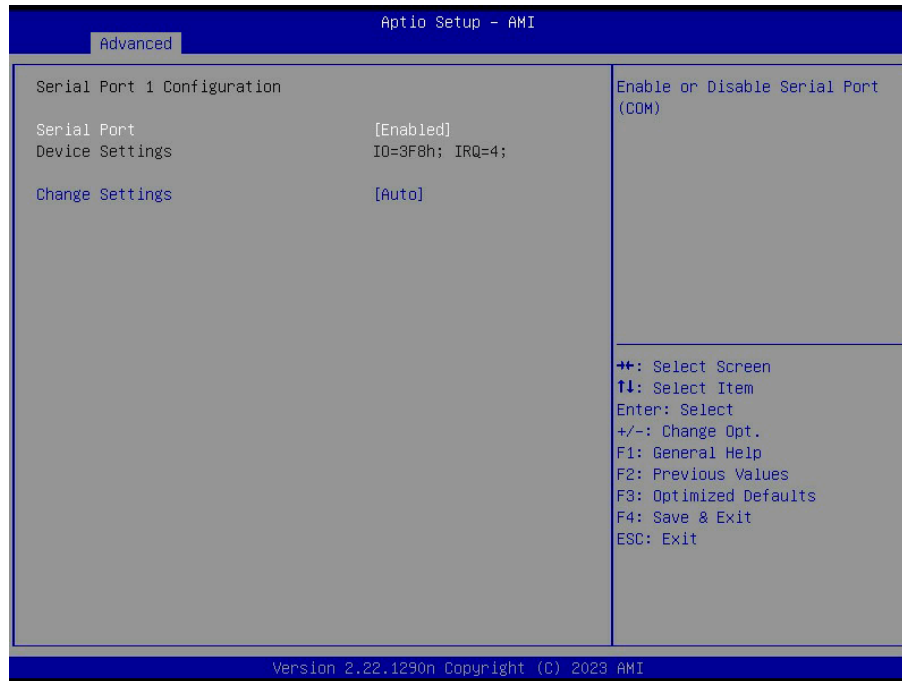 Aptio Setup – AMI
Advanced
Serial Port 1 Configuration
Serial Port [Enabled]
Device Settings IO=3F8h; IRQ=4;
Change Settings [Auto]
Enable or Disable Serial Port
(COM)
→←: Select Screen
↑↓: Select Item
Enter: Select
+/-: Change Opt.
F1: General Help
F2: Previous Values
F3: Optimized Defaults
F4: Save & Exit
ESC: Exit
Version 2.22.1290n Copyright (C) 2023 AMI